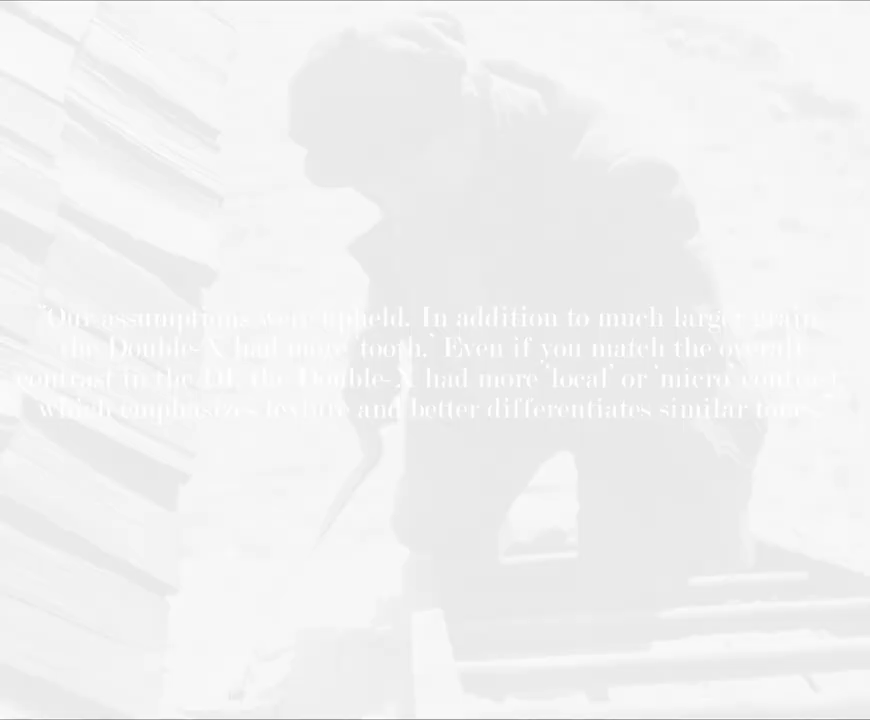 "Our assumptions were upheld. In addition to much larger grain,
the Double-X had more 'tooth.' Even if you match the overall
contrast in the DI, the Double-X had more 'local' or 'micro' contrast,
which emphasizes texture and better differentiates similar tones."